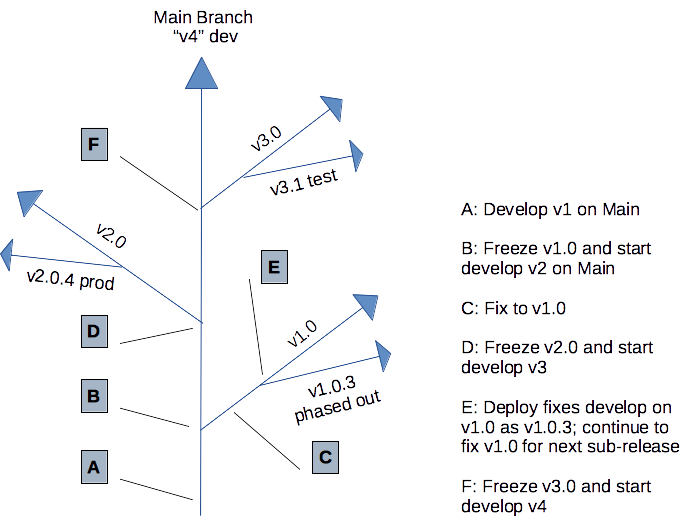 Main Branch
“v4” dev
F
v3.0
v3.1 test
v2.0
v2.0.4 prod
E
D
v1.0
v1.0.3
phased out
B
C
A
A: Develop v1 on Main
B: Freeze v1.0 and start
develop v2 on Main
C: Fix to v1.0
D: Freeze v2.0 and start
develop v3
E: Deploy fixes develop on
v1.0 as v1.0.3; continue to
fix v1.0 for next sub-release
F: Freeze v3.0 and start
develop v4